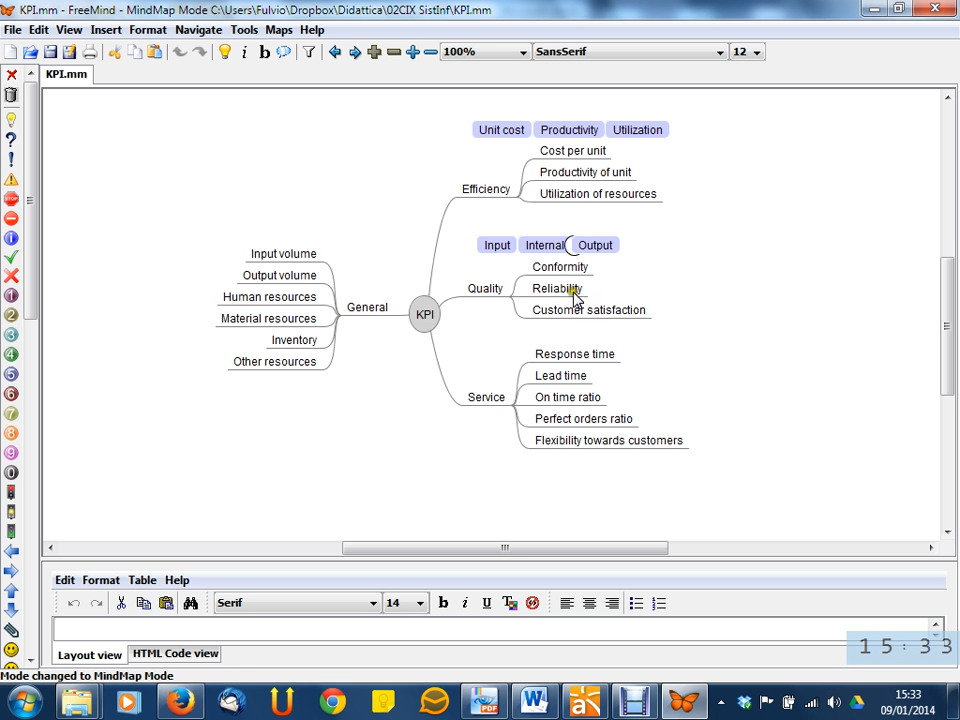 KPI.mm - FreeMind - MindMap Mode C:\Users\Fulvio\Dropbox\Didattica\02CIX SistInf\KPI.mm
File Edit View Insert Format Navigate Tools Maps Help
100% SansSerif 12
KPI.mm
Unit cost Productivity Utilization
Cost per unit
Productivity of unit
Efficiency
Utilization of resources
Input Internal Output
Conformity
Quality
Reliability
Customer satisfaction
Input volume
Output volume
Human resources
General
Material resources
Inventory
Other resources
KPI
Response time
Lead time
Service
On time ratio
Perfect orders ratio
Flexibility towards customers
Edit Format Table Help
Serif 14
Layout view HTML Code view
15:33
Mode changed to MindMap Mode
15:33
09/01/2014